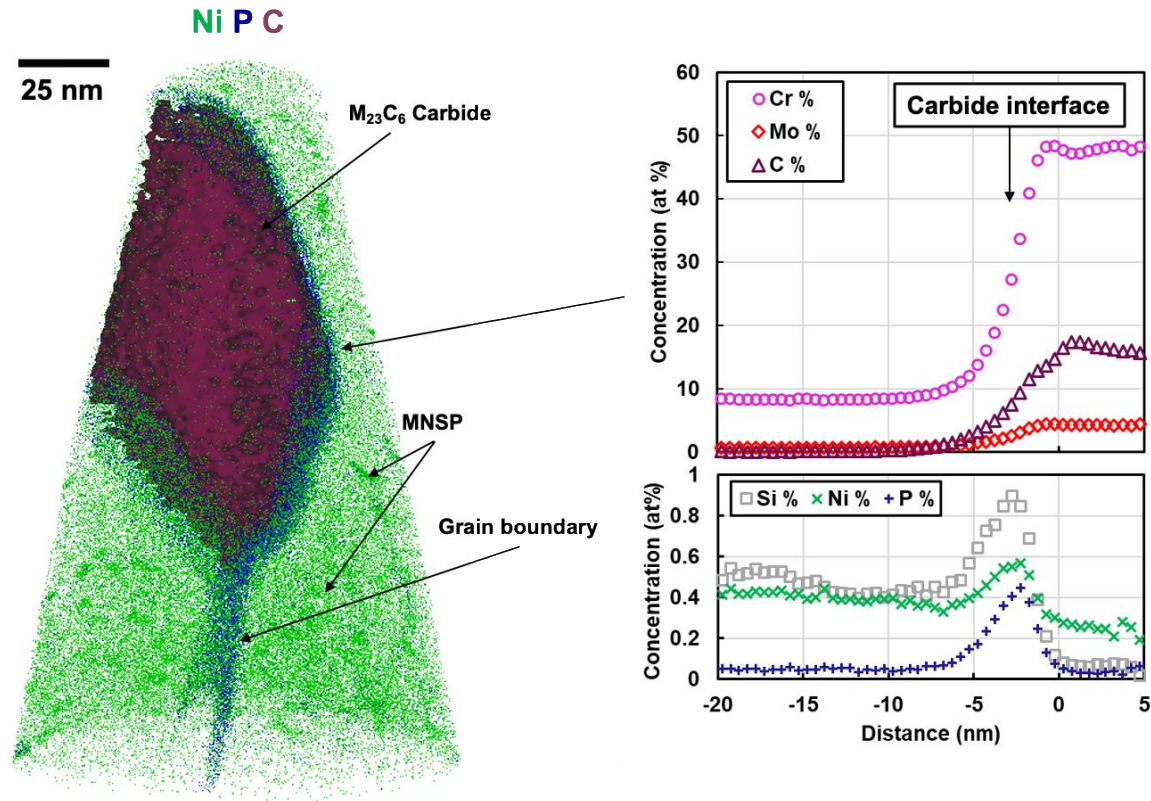 Ni P C
25 nm
M₂₃C₆ Carbide
MNSP
Grain boundary
Concentration (at %)
60
50
40
30
20
10
0
Cr %
Mo %
C %
Carbide interface
Concentration (at%)
1
0.8
0.6
0.4
0.2
0
Si % Ni % P %
-20 -15 -10 -5 0 5
Distance (nm)